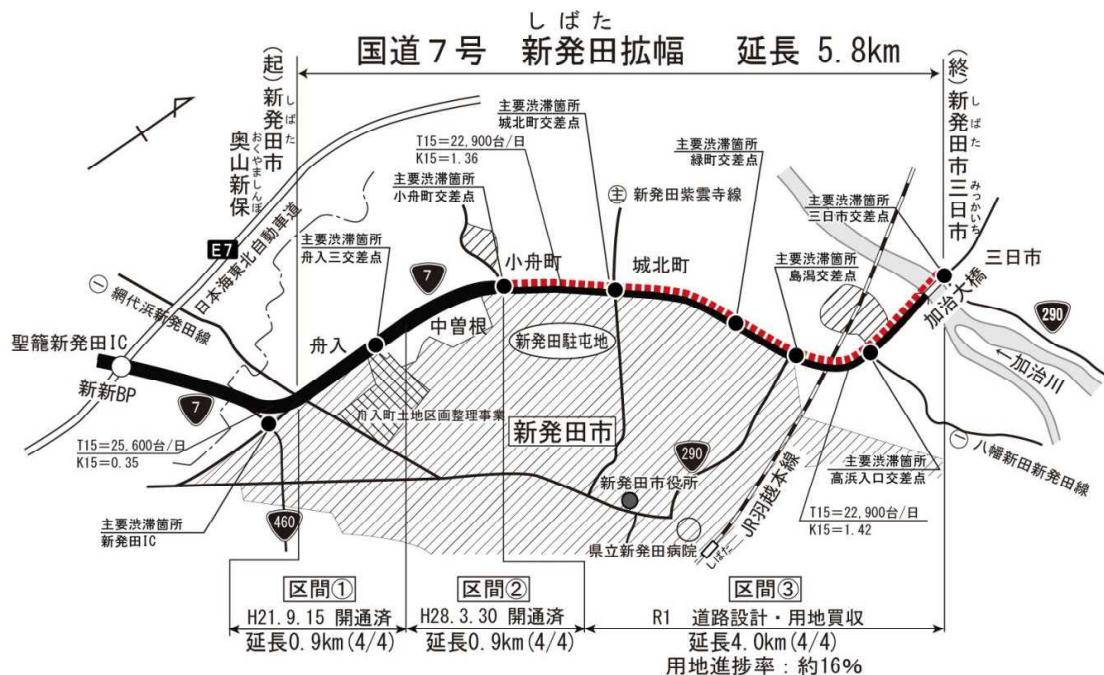 しばた
国道７号 新発田拡幅 延長 5.8km
(起)新発田市
しばた
奥山新保
おくやましんぼ
(終)新発田市三日市
しばた
みっかいち
主要渋滞箇所
城北町交差点
T15=22,900台/日
K15=1.36
主要渋滞箇所
小舟町交差点
主要渋滞箇所
緑町交差点
主要渋滞箇所
三日市交差点
主 新発田紫雲寺線
E7
日本海東北自動車道
主要渋滞箇所
舟入三交差点
主要渋滞箇所
島潟交差点
一 網代浜新発田線
7
小舟町
城北町
三日市
加治大橋
290
←加治川
中曽根
舟入
新発田駐屯地
聖籠新発田IC
新新BP
7
舟入町土地区画整理事業
新発田市
T15=25,600台/日
K15=0.35
290
新発田市役所
JR羽越本線
主要渋滞箇所
高浜入口交差点
一 八幡新田新発田線
主要渋滞箇所
新発田IC
460
T15=22,900台/日
K15=1.42
県立新発田病院
しばた
区間①
H21.9.15 開通済
延長0.9km(4/4)
区間②
H28.3.30 開通済
延長0.9km(4/4)
区間③
R1 道路設計・用地買収
延長4.0km(4/4)
用地進捗率：約16%